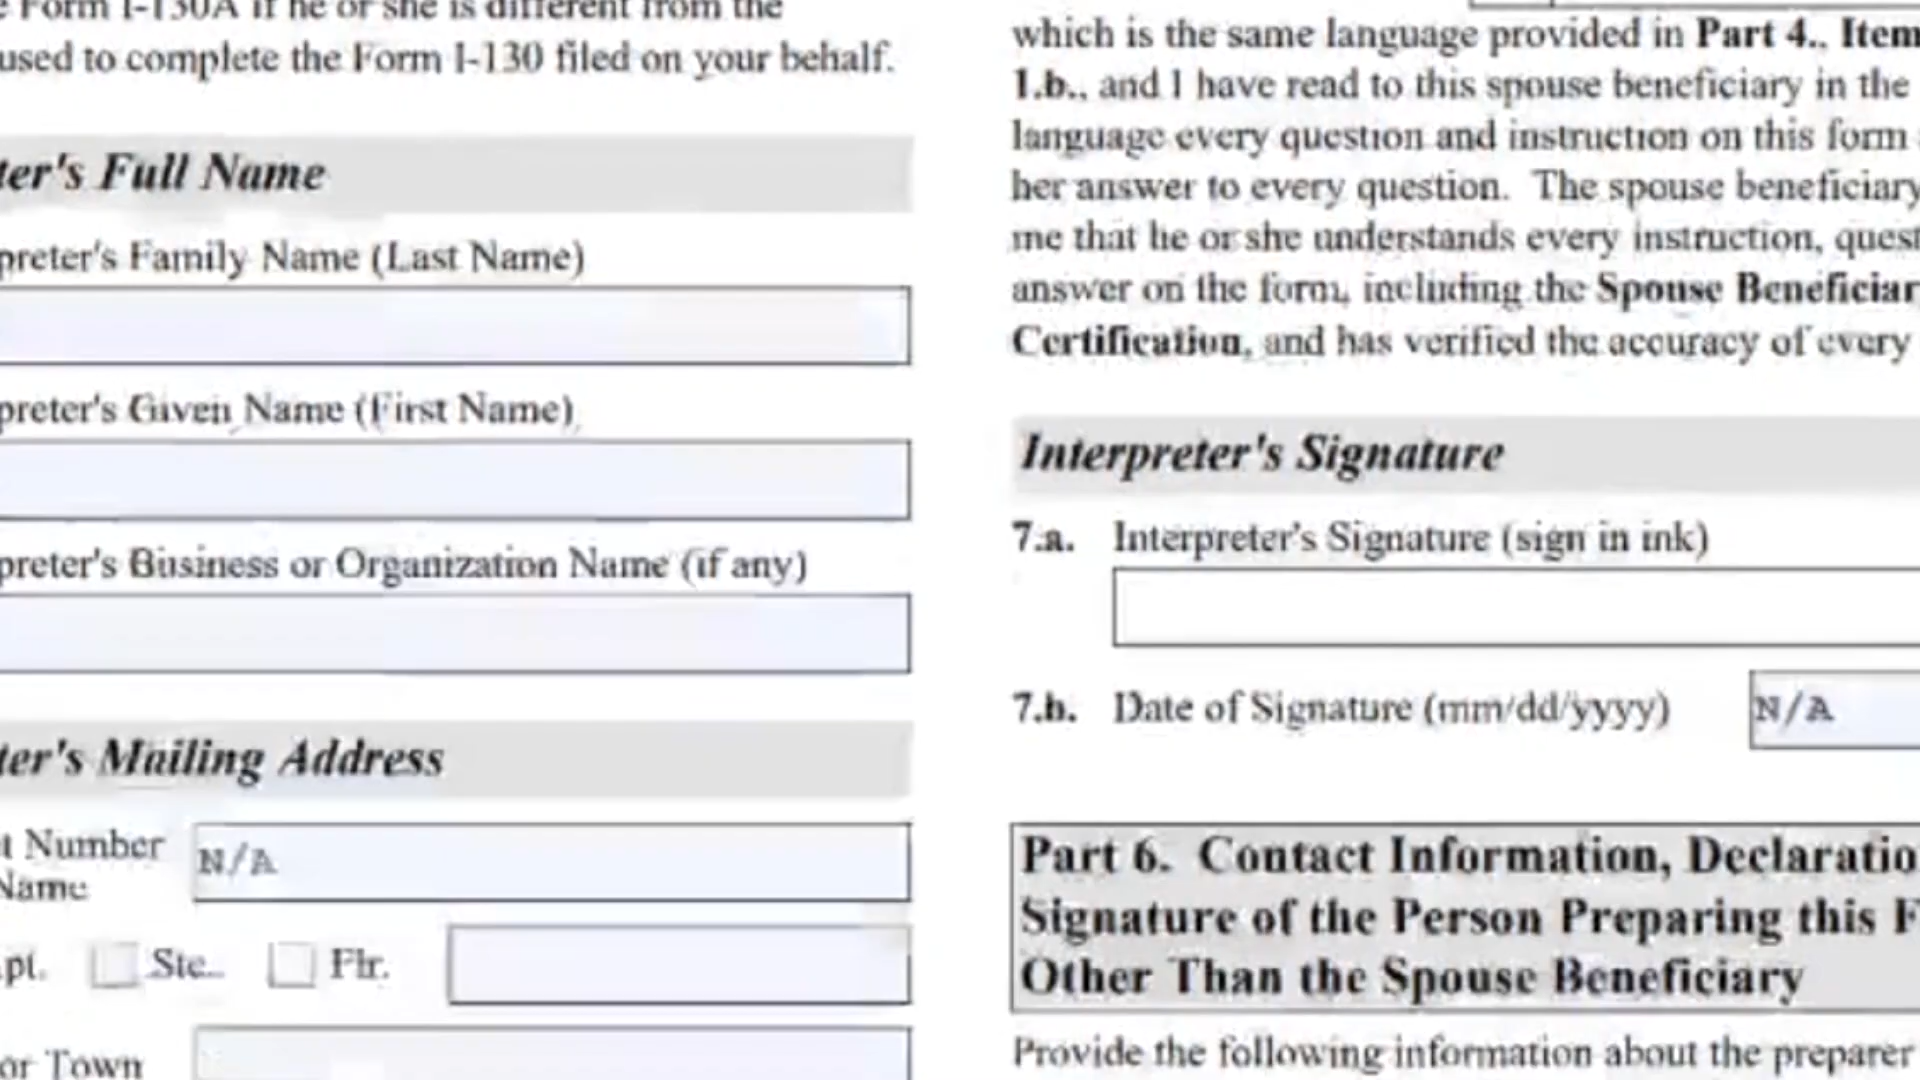 Form I-130A if he or she is different from the
used to complete the Form I-130 filed on your behalf.
ter's Full Name
preter's Family Name (Last Name)
preter's Given Name (First Name)
preter's Business or Organization Name (if any)
ter's Mailing Address
t Number
Name
N/A
pt.
Ste.
Flr.
or Town
which is the same language provided in Part 4., Item
1.b., and I have read to this spouse beneficiary in the
language every question and instruction on this form
her answer to every question. The spouse beneficiary
me that he or she understands every instruction, quest
answer on the form, including the Spouse Beneficiar
Certification, and has verified the accuracy of every
Interpreter's Signature
7.a. Interpreter's Signature (sign in ink)
7.b. Date of Signature (mm/dd/yyyy) N/A
Part 6. Contact Information, Declaratio
Signature of the Person Preparing this F
Other Than the Spouse Beneficiary
Provide the following information about the preparer